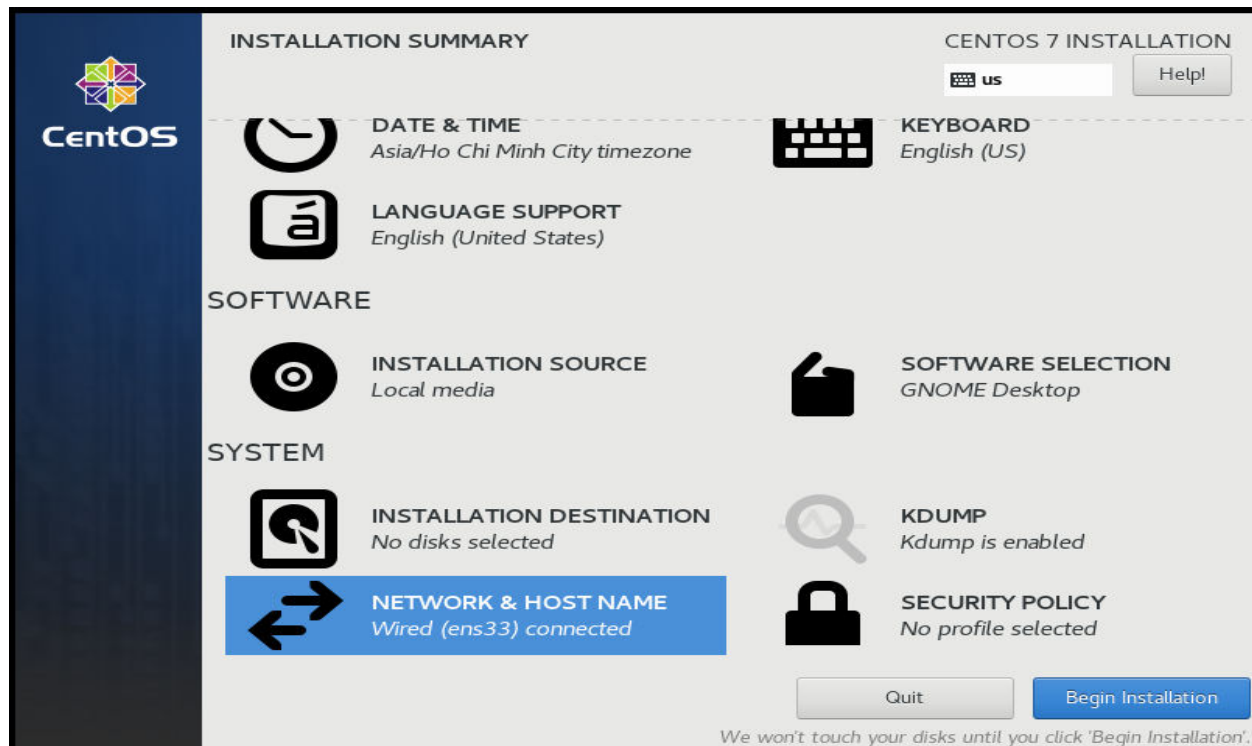 INSTALLATION SUMMARY
CENTOS 7 INSTALLATION
us
Help!
CentOS
DATE & TIME
Asia/Ho Chi Minh City timezone
KEYBOARD
English (US)
á
LANGUAGE SUPPORT
English (United States)
SOFTWARE
INSTALLATION SOURCE
Local media
SOFTWARE SELECTION
GNOME Desktop
SYSTEM
INSTALLATION DESTINATION
No disks selected
KDUMP
Kdump is enabled
NETWORK & HOST NAME
Wired (ens33) connected
SECURITY POLICY
No profile selected
Quit
Begin Installation
We won't touch your disks until you click 'Begin Installation'.